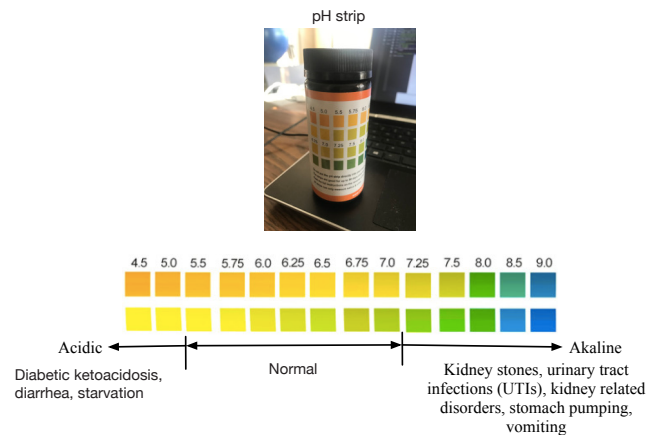 pH strip
4.5 5.0 5.5 5.75 6.0 6.25 6.5 6.75 7.0 7.25 7.5 8.0 8.5 9.0
Acidic
Akaline
Normal
Diabetic ketoacidosis,
diarrhea, starvation
Kidney stones, urinary tract
infections (UTIs), kidney related
disorders, stomach pumping,
vomiting